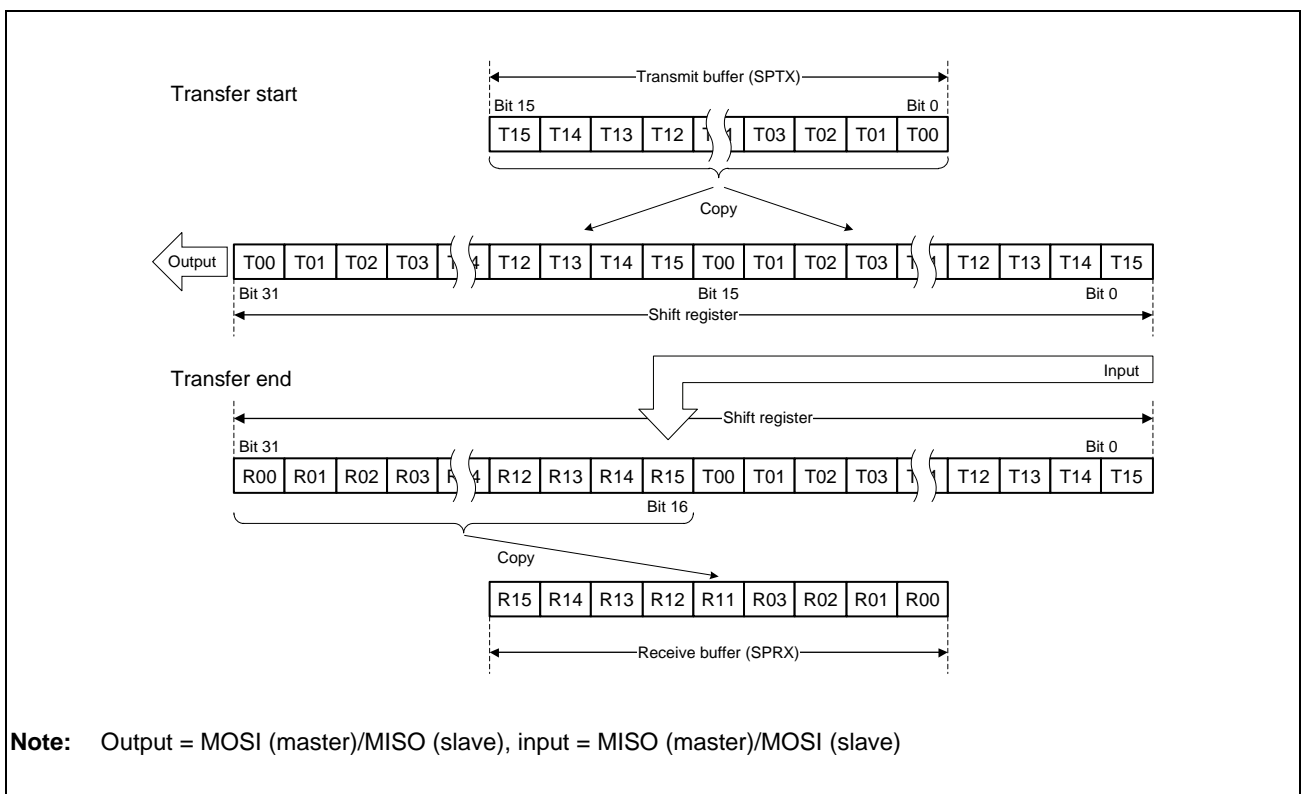 Transfer start
Transmit buffer (SPTX)
Bit 15 Bit 0
T15 T14 T13 T12 T03 T02 T01 T00
Copy
Output
T00 T01 T02 T03 T12 T13 T14 T15 T00 T01 T02 T03 T12 T13 T14 T15
Bit 31 Bit 15 Bit 0
Shift register
Transfer end
Input
Shift register
Bit 31 Bit 0
R00 R01 R02 R03 R12 R13 R14 R15 T00 T01 T02 T03 T12 T13 T14 T15
Bit 16
Copy
R15 R14 R13 R12 R11 R03 R02 R01 R00
Receive buffer (SPRX)
Note: Output = MOSI (master)/MISO (slave), input = MISO (master)/MOSI (slave)